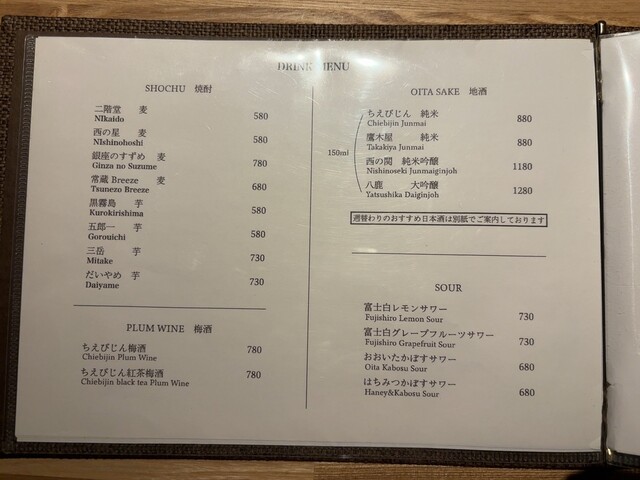 DRINK MENU
SHOCHU 焼酎
二階堂 麦
NIkaido
580
西の星 麦
NIshinohoshi
580
銀座のすずめ 麦
Ginza no Suzume
780
常蔵 Breeze 麦
Tsunezo Breeze
680
黒霧島 芋
Kurokirishima
580
五郎一 芋
Gorouichi
580
三岳 芋
Mitake
730
だいやめ 芋
Daiyame
730
PLUM WINE 梅酒
ちえびじん梅酒
Chiebijin Plum Wine
780
ちえびじん紅茶梅酒
Chiebijin black tea Plum Wine
780
OITA SAKE 地酒
150ml
ちえびじん 純米
Chiebijin Junmai
880
鷹木屋 純米
Takakiya Junmai
880
西の関 純米吟醸
Nishinoseki Junmaiginjoh
1180
八鹿 大吟醸
Yatsushika Daiginjoh
1280
週替わりのおすすめ日本酒は別紙でご案内しております
SOUR
富士白レモンサワー
Fujishiro Lemon Sour
730
富士白グレープフルーツサワー
Fujishiro Grapefruit Sour
730
おおいたかぼすサワー
Oita Kabosu Sour
680
はちみつかぼすサワー
Haney&Kabosu Sour
680